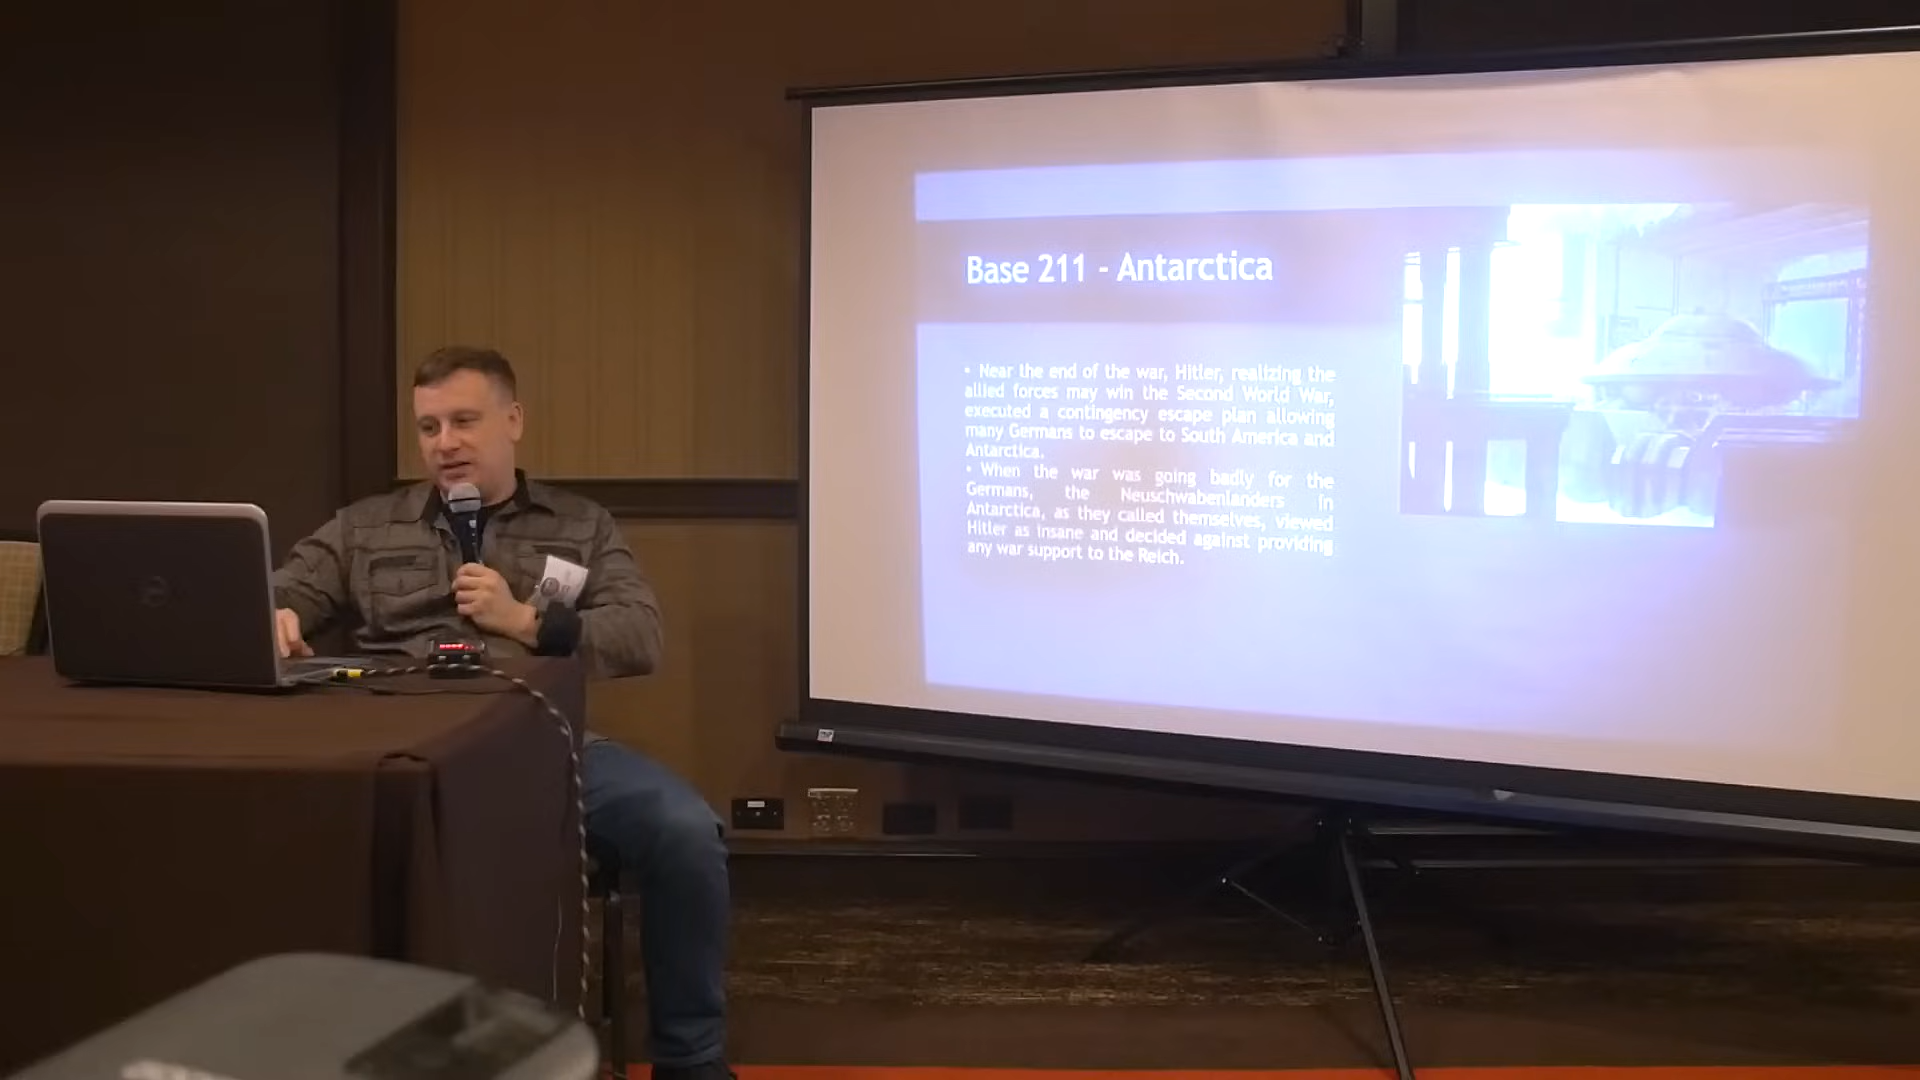 Base 211 - Antarctica
• Near the end of the war, Hitler, realizing the
allied forces may win the Second World War,
executed a contingency escape plan allowing
many Germans to escape to South America and
Antarctica.
• When the war was going badly for the
Germans, the Neuschwabenlanders in
Antarctica, as they called themselves, viewed
Hitler as insane and decided against providing
any war support to the Reich.